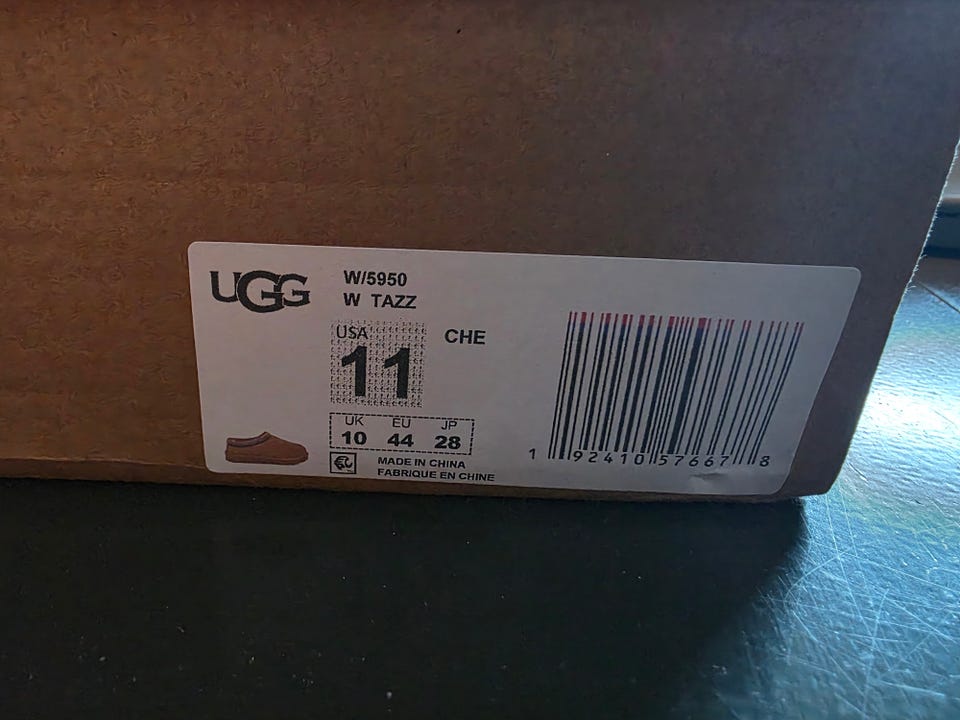 UGG
W/5950
W TAZZ
USA
11
CHE
UK EU JP
10 44 28
MADE IN CHINA
FABRIQUE EN CHINE
1 92410 57667 8